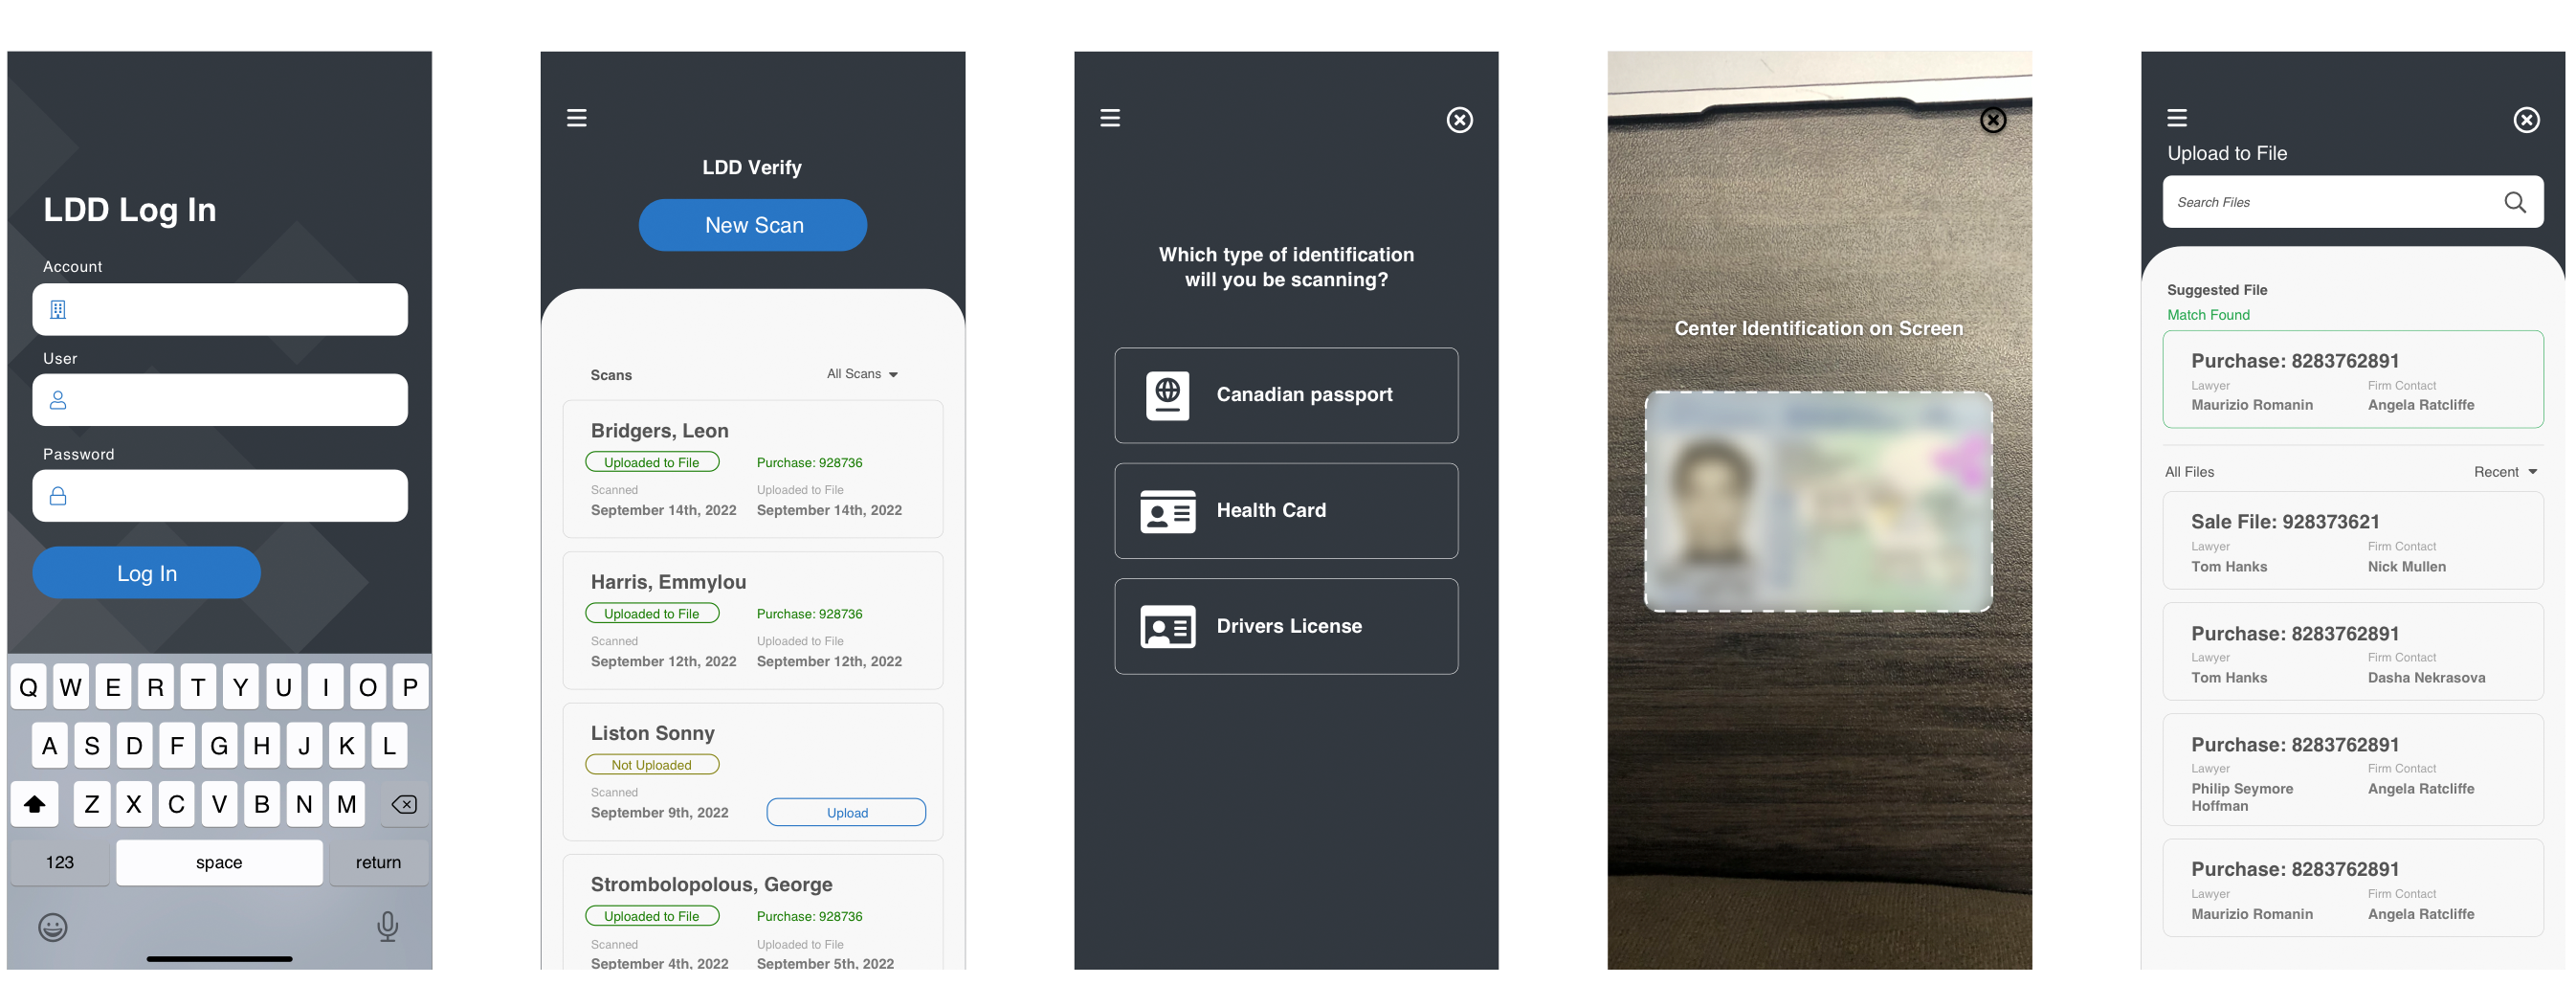 LDD Log In
Account
User
Password
Log In
Q W E R T Y U I O P
A S D F G H J K L
Z X C V B N M
123 space return
LDD Verify
New Scan
Scans All Scans
Bridgers, Leon
Uploaded to File Purchase: 928736
Scanned Uploaded to File
September 14th, 2022 September 14th, 2022
Harris, Emmylou
Uploaded to File Purchase: 928736
Scanned Uploaded to File
September 12th, 2022 September 12th, 2022
Liston Sonny
Not Uploaded
Scanned
September 9th, 2022 Upload
Strombolopolous, George
Uploaded to File Purchase: 928736
Scanned Uploaded to File
September 4th, 2022 September 5th, 2022
Which type of identification
will you be scanning?
Canadian passport
Health Card
Drivers License
Center Identification on Screen
Upload to File
Search Files
Suggested File
Match Found
Purchase: 8283762891
Lawyer Firm Contact
Maurizio Romanin Angela Ratcliffe
All Files Recent
Sale File: 928373621
Lawyer Firm Contact
Tom Hanks Nick Mullen
Purchase: 8283762891
Lawyer Firm Contact
Tom Hanks Dasha Nekrasova
Purchase: 8283762891
Lawyer Firm Contact
Philip Seymore Angela Ratcliffe
Hoffman
Purchase: 8283762891
Lawyer Firm Contact
Maurizio Romanin Angela Ratcliffe